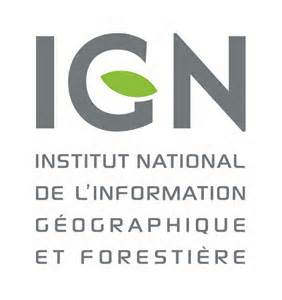 IGN
INSTITUT NATIONAL
DE L'INFORMATION
GÉOGRAPHIQUE
ET FORESTIÈRE